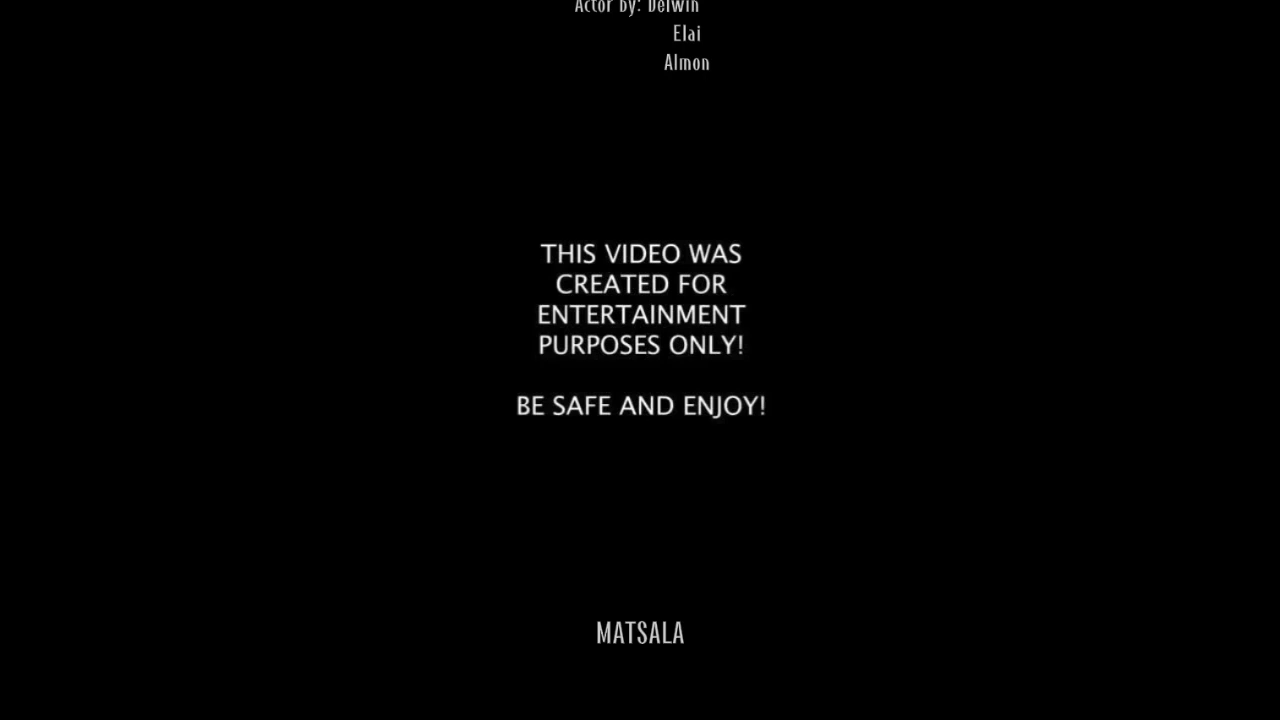 Actor by: Delwin
Elai
Almon
THIS VIDEO WAS
CREATED FOR
ENTERTAINMENT
PURPOSES ONLY!
BE SAFE AND ENJOY!
MATSALA